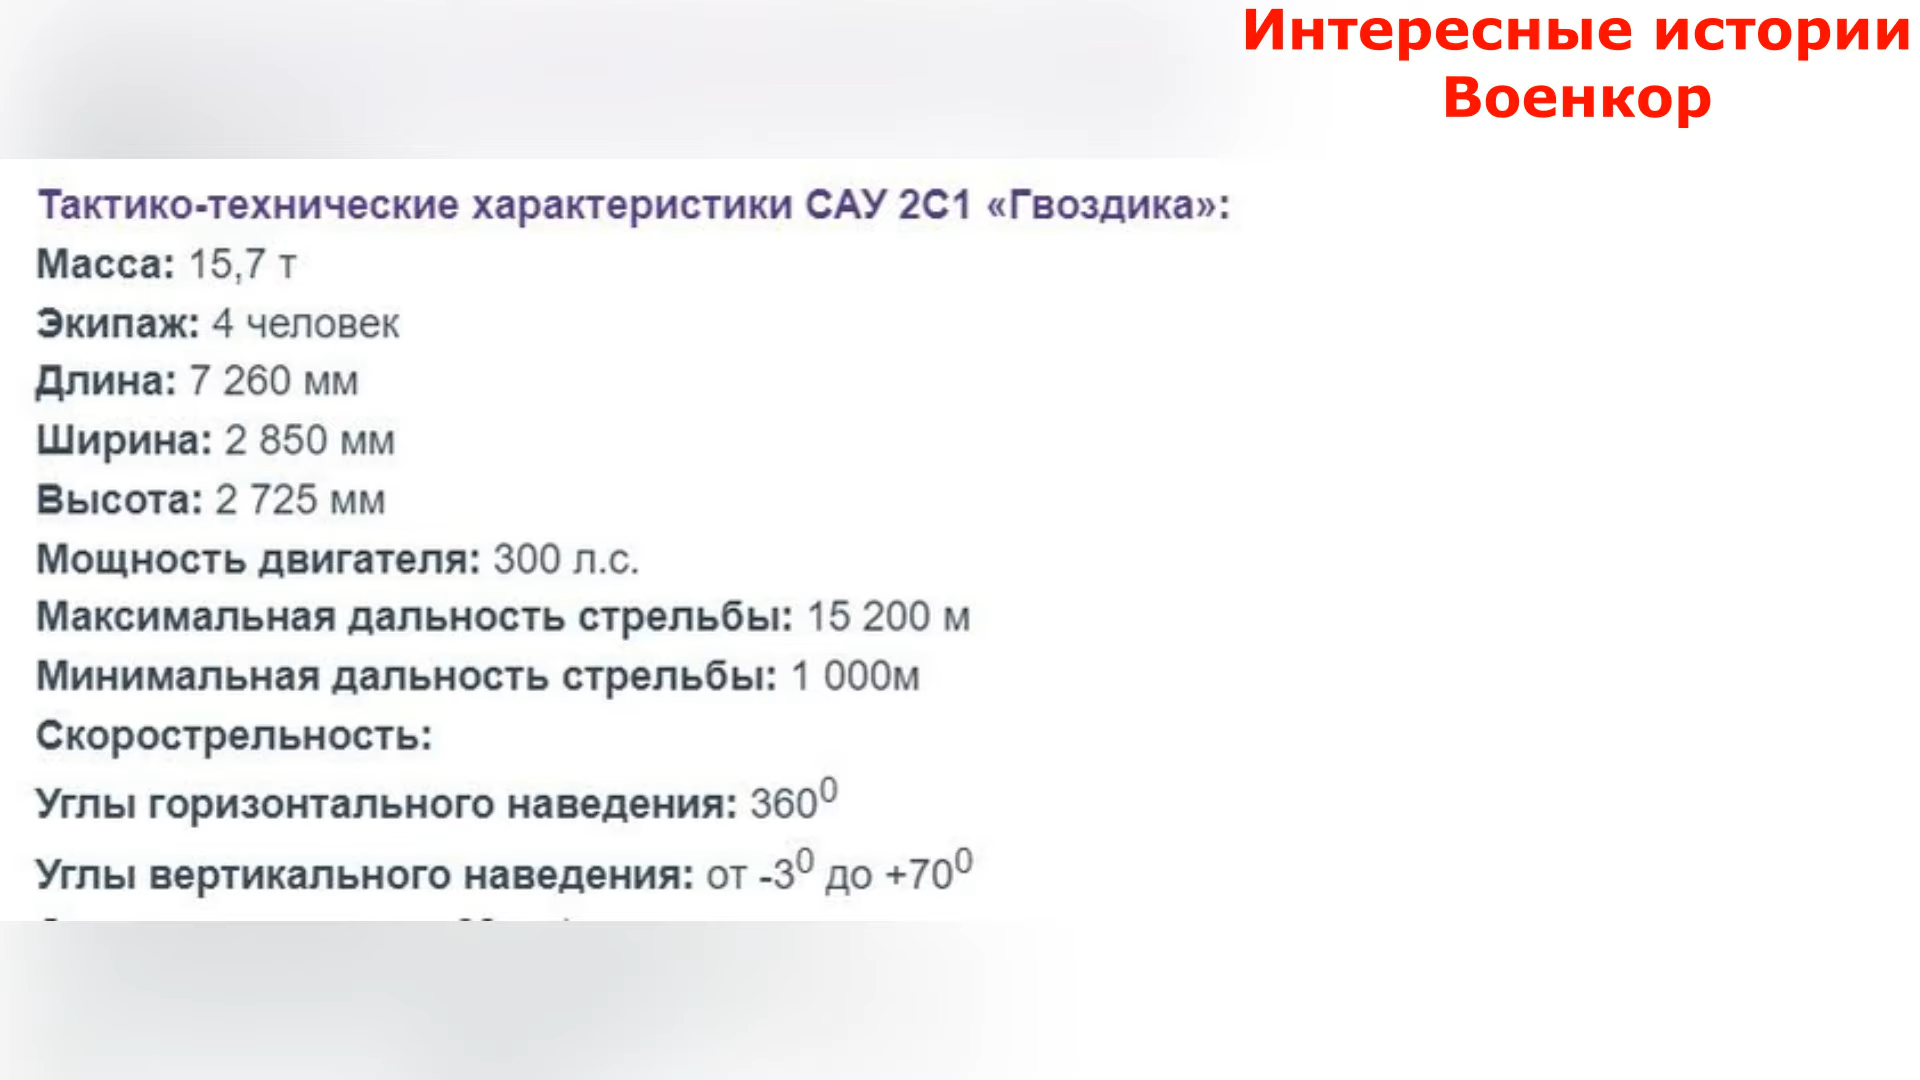 Интересные истории
Военкор
Тактико-технические характеристики САУ 2С1 «Гвоздика»:
Масса: 15,7 т
Экипаж: 4 человек
Длина: 7 260 мм
Ширина: 2 850 мм
Высота: 2 725 мм
Мощность двигателя: 300 л.с.
Максимальная дальность стрельбы: 15 200 м
Минимальная дальность стрельбы: 1 000м
Скорострельность:
Углы горизонтального наведения: 360⁰
Углы вертикального наведения: от -3⁰ до +70⁰